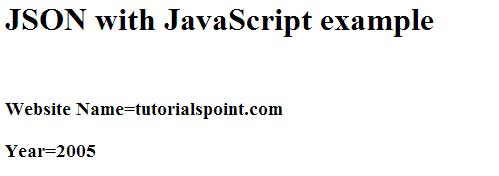 JSON with JavaScript example
Website Name=tutorialspoint.com
Year=2005